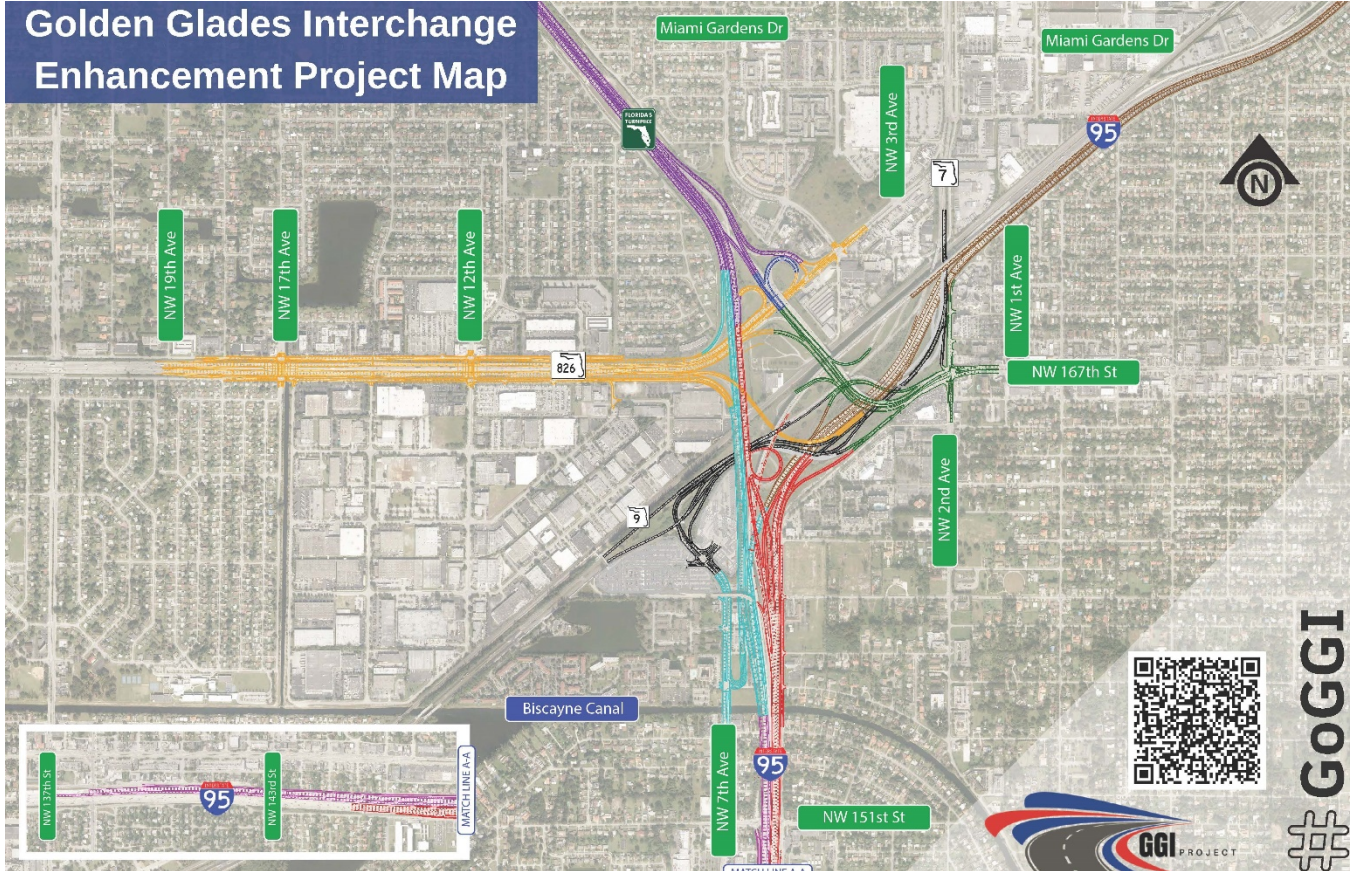 Golden Glades Interchange
Enhancement Project Map
Miami Gardens Dr
Miami Gardens Dr
FLORIDA'S
TURNPIKE
NW 3rd Ave
INTERSTATE
95
7
N
NW 19th Ave
NW 17th Ave
NW 12th Ave
NW 1st Ave
826
NW 167th St
NW 2nd Ave
9
Biscayne Canal
NW 7th Ave
INTERSTATE
95
NW 151st St
MATCH LINE A-A
NW 137th St
INTERSTATE
95
NW 143rd St
MATCH LINE A-A
GGI PROJECT
#GoGGI